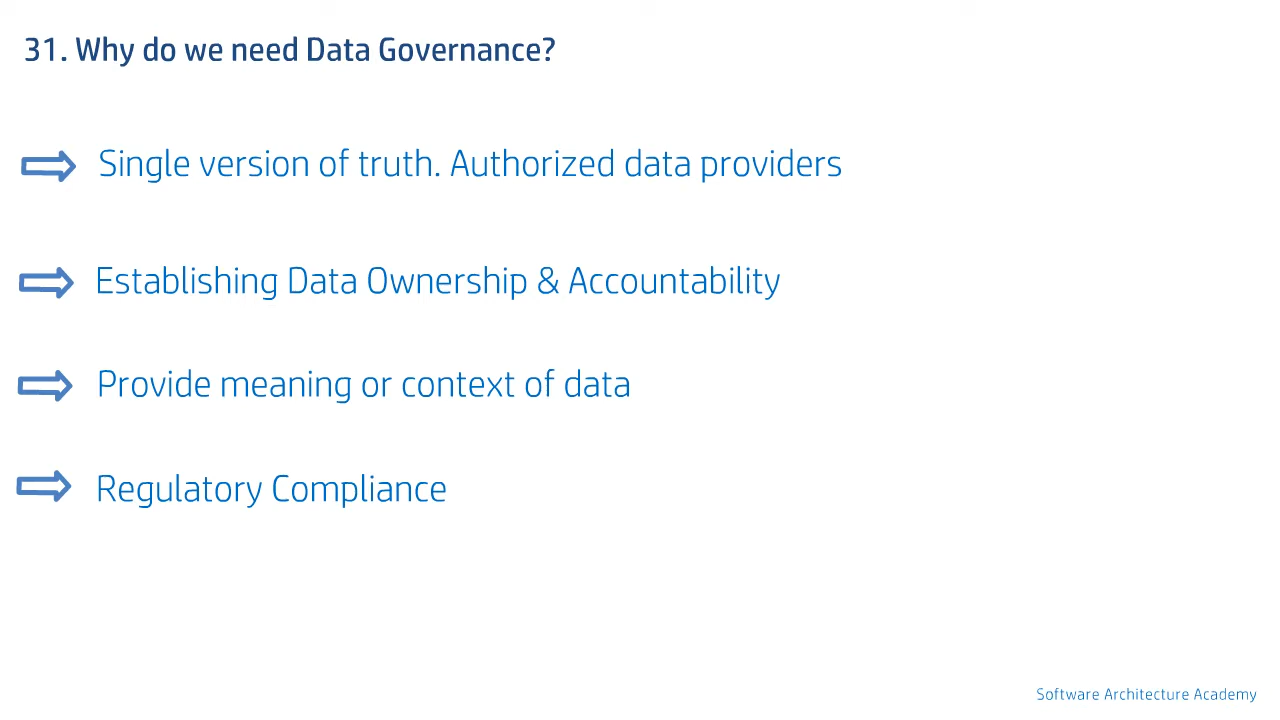 31. Why do we need Data Governance?
Single version of truth. Authorized data providers
Establishing Data Ownership & Accountability
Provide meaning or context of data
Regulatory Compliance
Software Architecture Academy